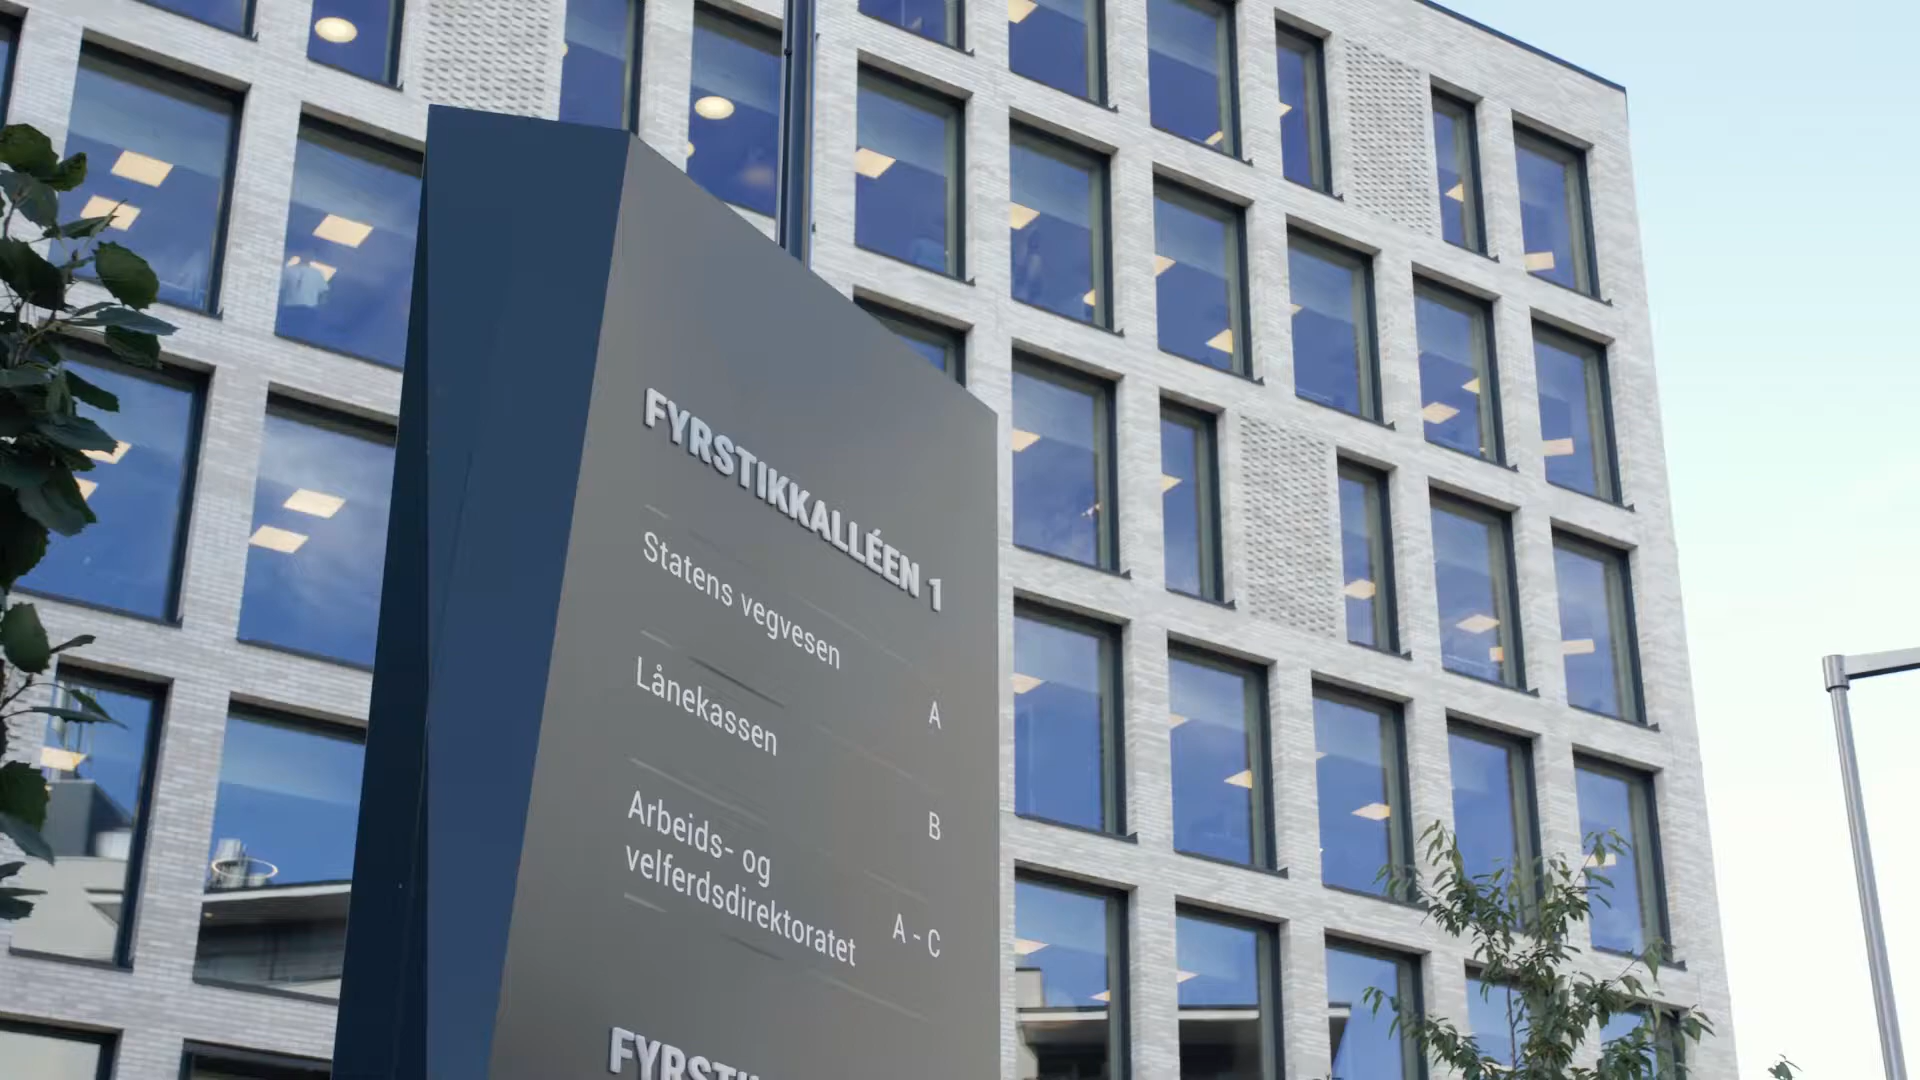 FYRSTIKKALLÉEN 1
Statens vegvesen A
Lånekassen B
Arbeids- og
velferdsdirektoratet A - C